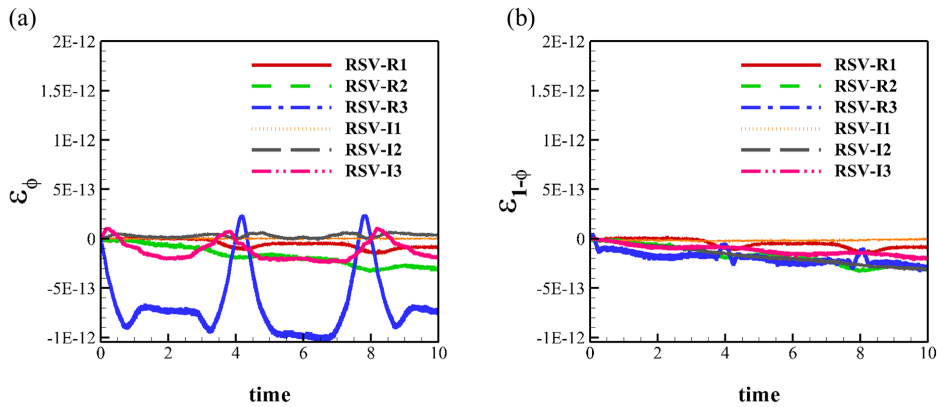 (a)
2E-12
1.5E-12
1E-12
5E-13
0
-5E-13
-1E-12
εϕ
RSV-R1
RSV-R2
RSV-R3
RSV-I1
RSV-I2
RSV-I3
0 2 4 6 8 10
time
(b)
2E-12
1.5E-12
1E-12
5E-13
0
-5E-13
-1E-12
ε1-ϕ
RSV-R1
RSV-R2
RSV-R3
RSV-I1
RSV-I2
RSV-I3
0 2 4 6 8 10
time